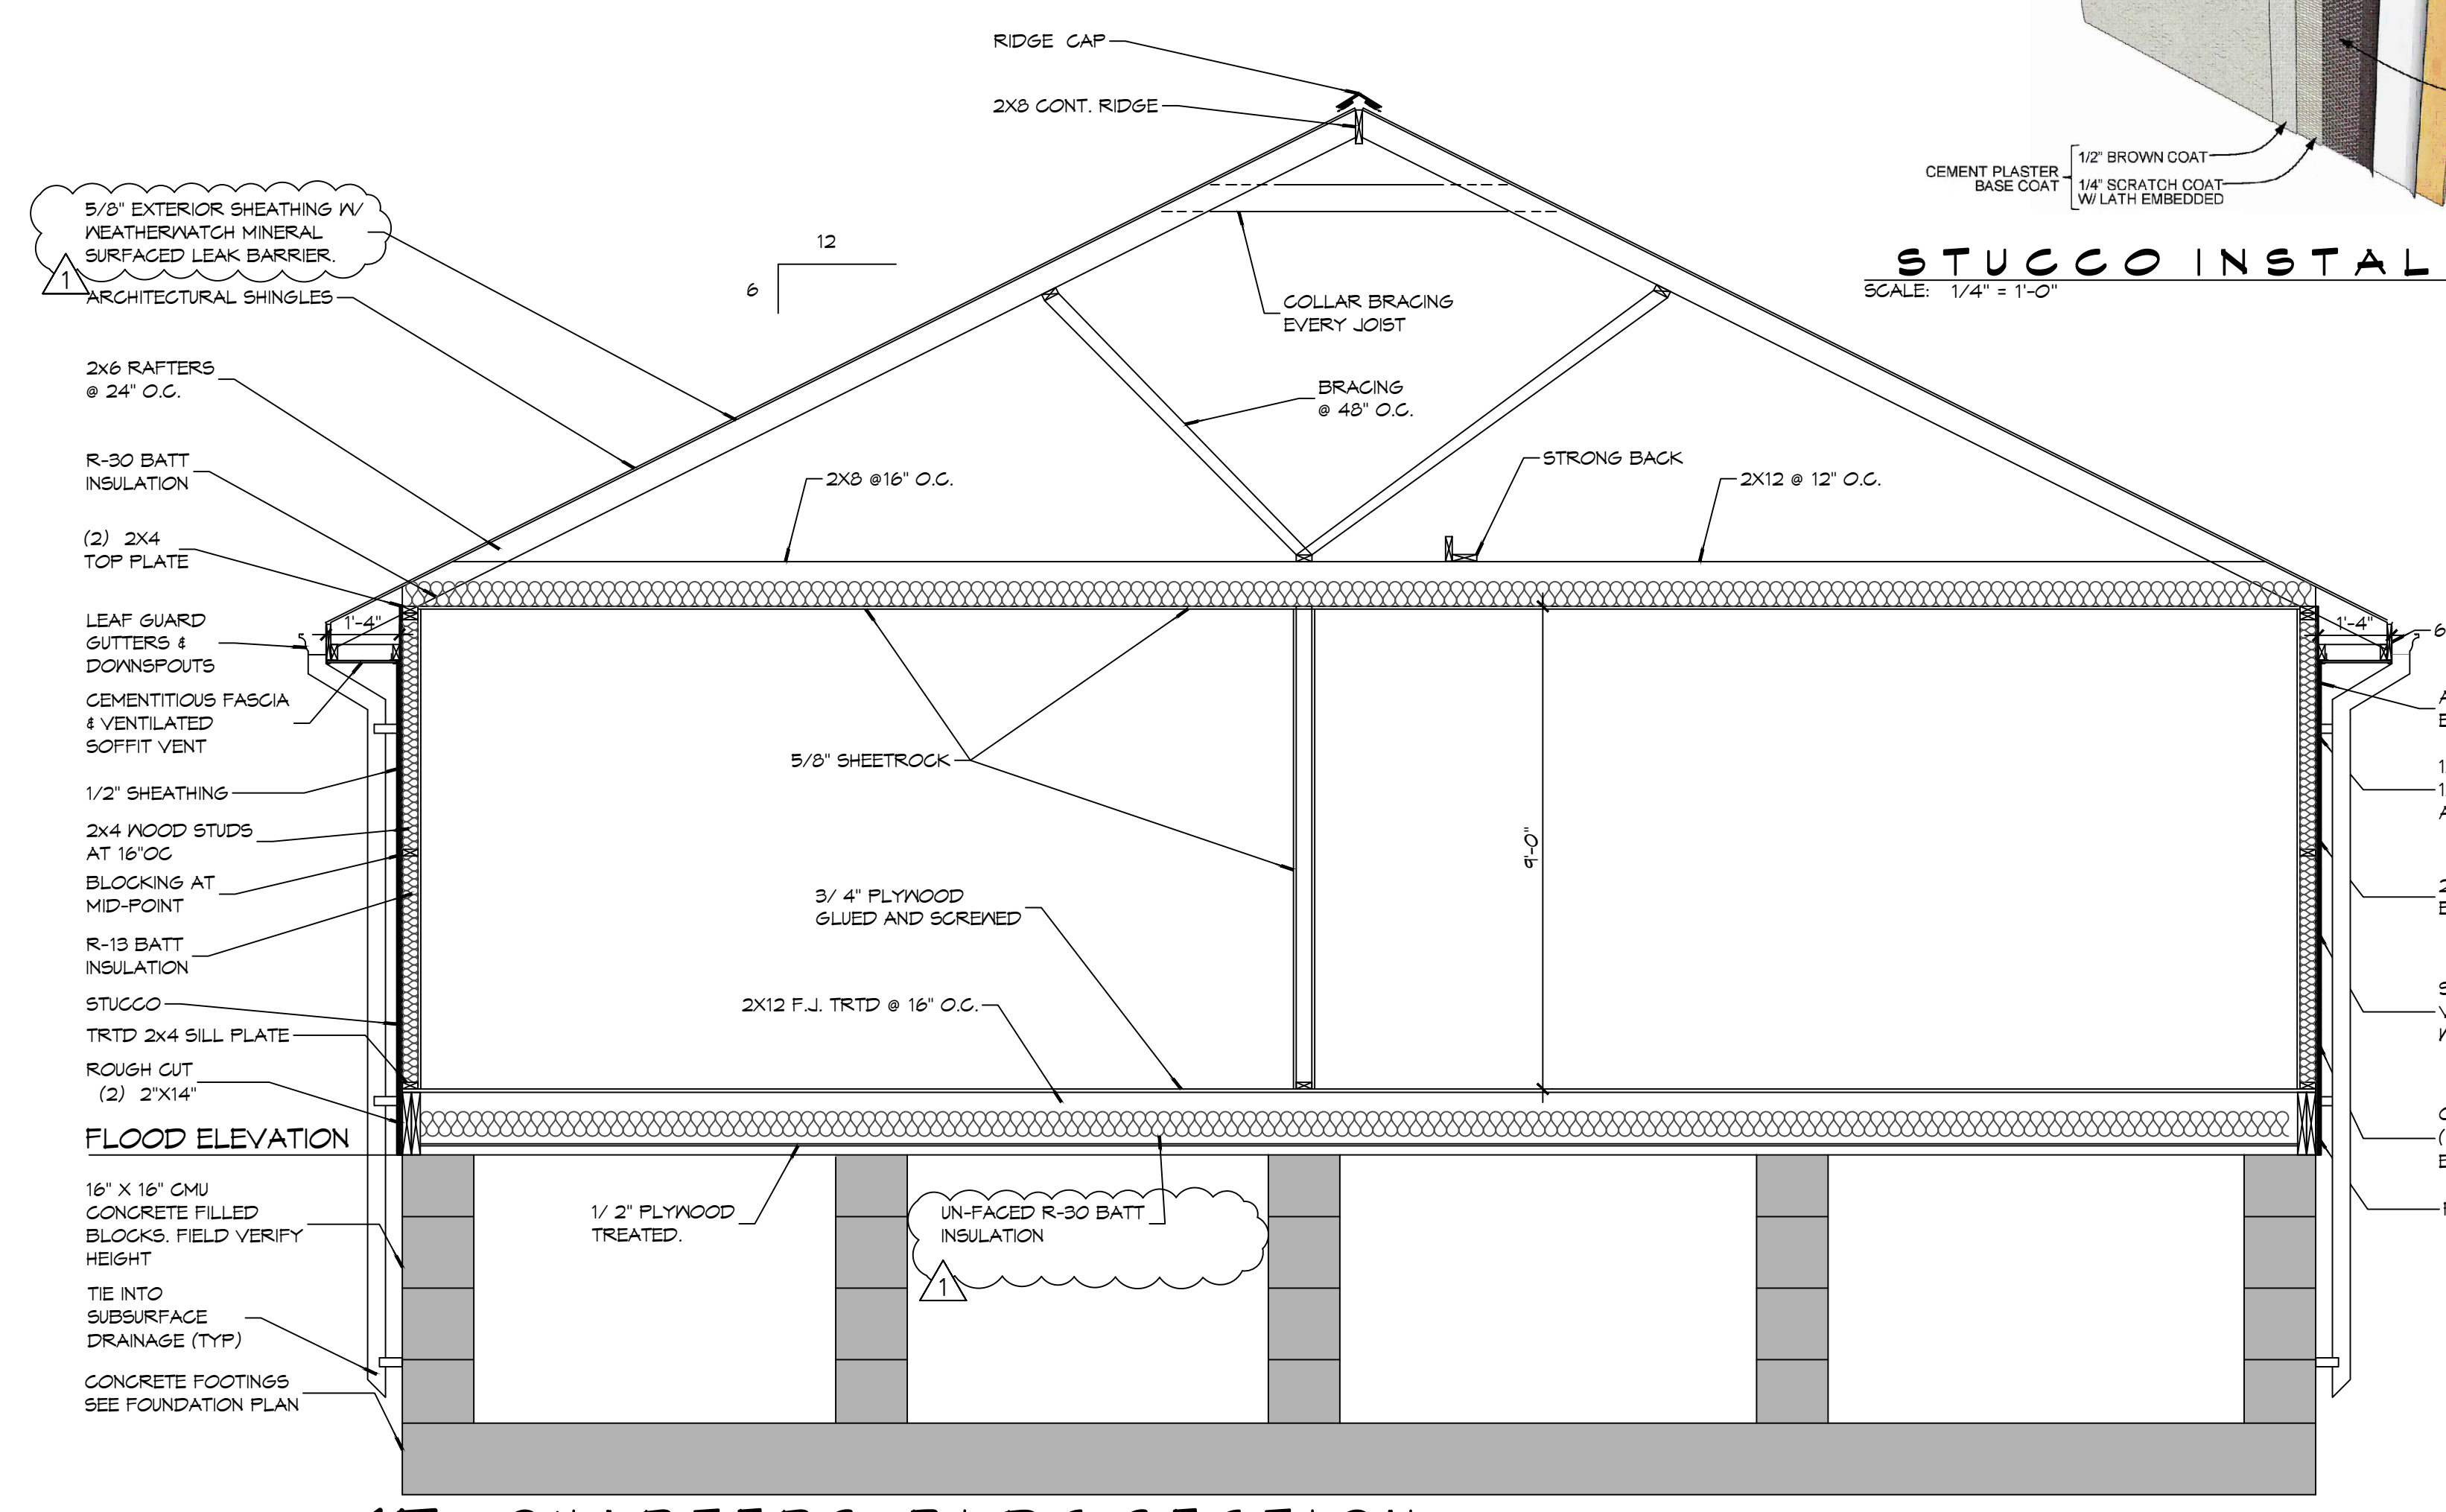 RIDGE CAP
2X8 CONT. RIDGE
5/8" EXTERIOR SHEATHING W/
WEATHERWATCH MINERAL
SURFACED LEAK BARRIER.
1
ARCHITECTURAL SHINGLES
2x6 RAFTERS
@ 24" O.C.
R-30 BATT
INSULATION
(2) 2X4
TOP PLATE
LEAF GUARD
GUTTERS &
DOWNSPOUTS
CEMENTITIOUS FASCIA
& VENTILATED
SOFFIT VENT
1/2" SHEATHING
2x4 WOOD STUDS
AT 16"OC
BLOCKING AT
MID-POINT
R-13 BATT
INSULATION
STUCCO
TRTD 2x4 SILL PLATE
ROUGH CUT
(2) 2"X14"
FLOOD ELEVATION
16" X 16" CMU
CONCRETE FILLED
BLOCKS. FIELD VERIFY
HEIGHT
TIE INTO
SUBSURFACE
DRAINAGE (TYP)
CONCRETE FOOTINGS
SEE FOUNDATION PLAN
12
6
COLLAR BRACING
EVERY JOIST
BRACING
@ 48" O.C.
2X8 @16" O.C.
STRONG BACK
2X12 @ 12" O.C.
1'-4"
1'-4"
5/8" SHEETROCK
9'-0"
3/ 4" PLYWOOD
GLUED AND SCREWED
2X12 F.J. TRTD @ 16" O.C.
1/ 2" PLYWOOD
TREATED.
UN-FACED R-30 BATT
INSULATION
1
CEMENT PLASTER
BASE COAT
1/2" BROWN COAT
1/4" SCRATCH COAT
W/ LATH EMBEDDED
STUCCO INSTAL
SCALE: 1/4" = 1'-0"
6